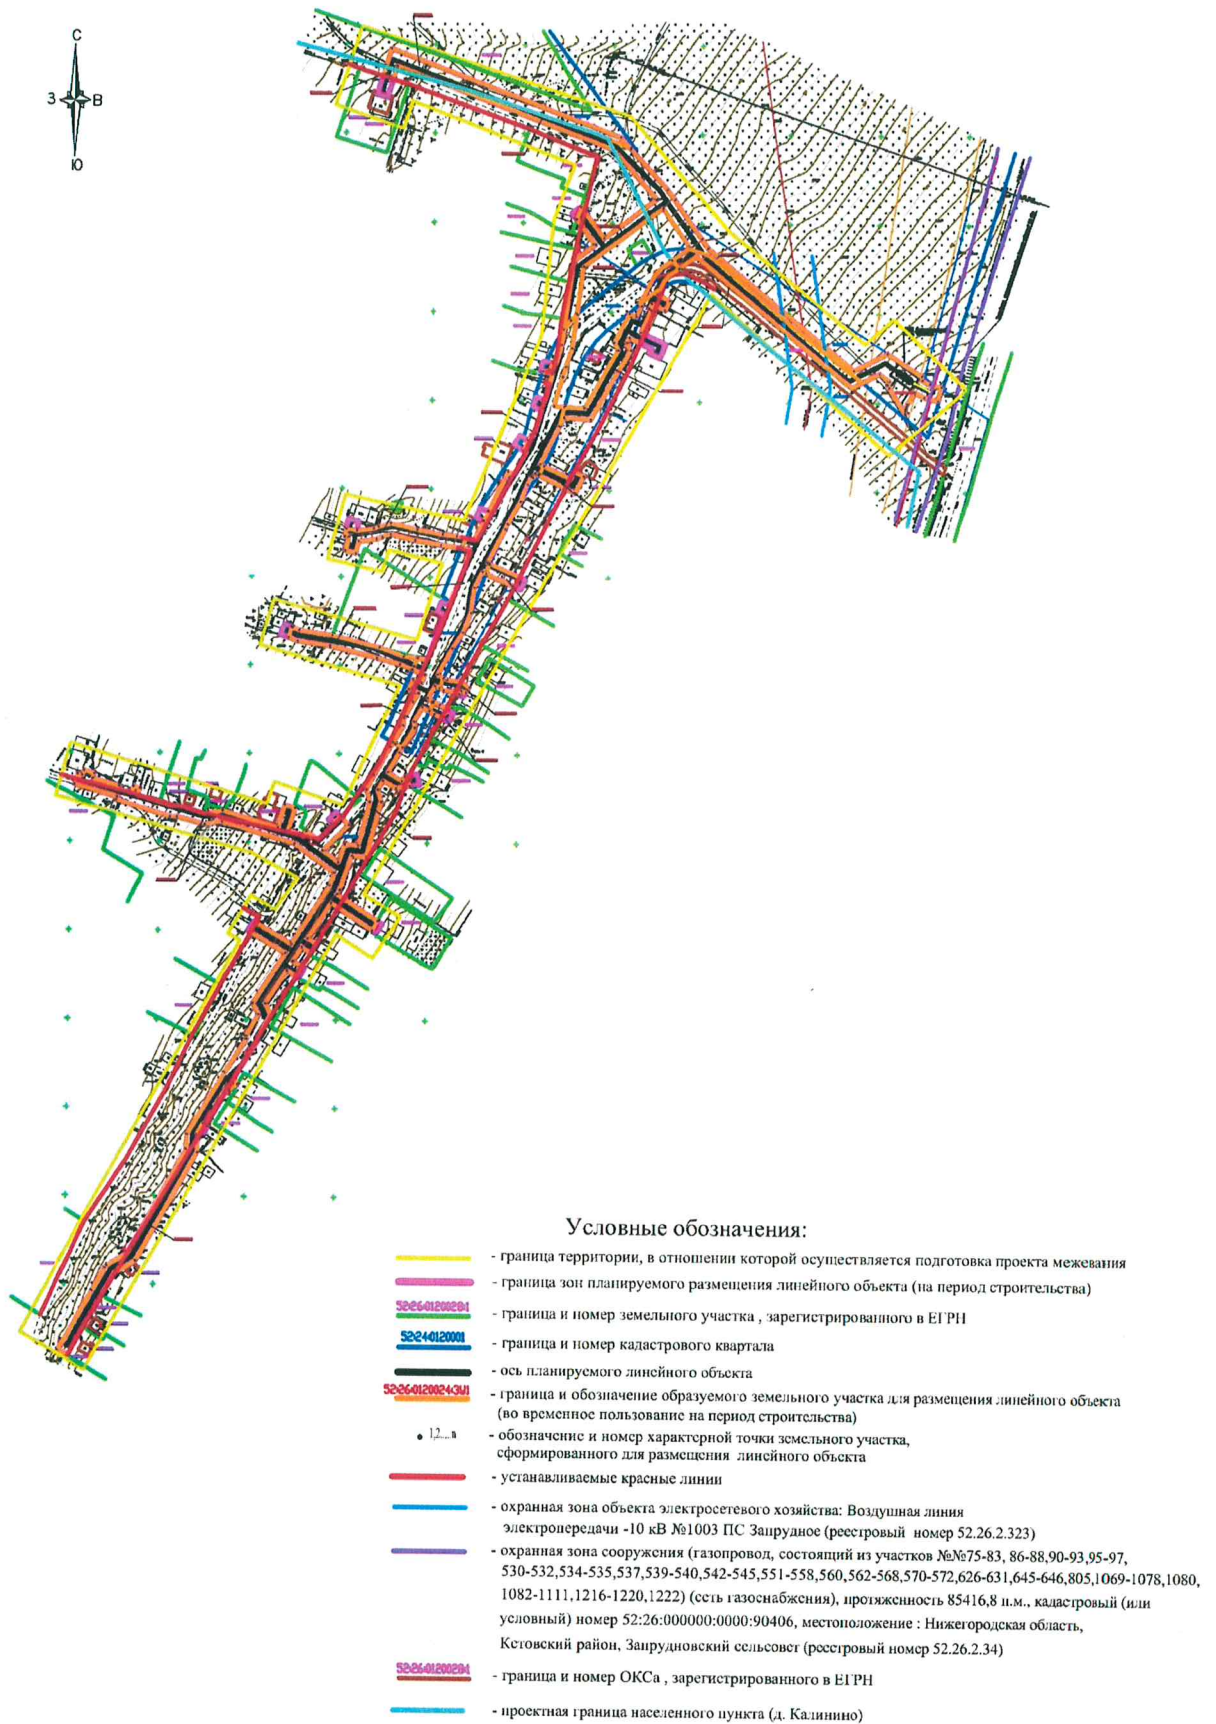 С
З В
Ю
Условные обозначения:
- граница территории, в отношении которой осуществляется подготовка проекта межевания
- граница зон планируемого размещения линейного объекта (на период строительства)
- граница и номер земельного участка , зарегистрированного в ЕГРН
52:24:0120001
- граница и номер кадастрового квартала
- ось планируемого линейного объекта
- граница и обозначение образуемого земельного участка для размещения линейного объекта
(во временное пользование на период строительства)
1,2.... n
- обозначение и номер характерной точки земельного участка,
сформированного для размещения линейного объекта
- устанавливаемые красные линии
- охранная зона объекта электросетевого хозяйства: Воздушная линия
электропередачи -10 кВ №1003 ПС Запрудное (реестровый номер 52.26.2.323)
- охранная зона сооружения (газопровод, состоящий из участков №№75-83, 86-88,90-93,95-97,
530-532,534-535,537,539-540,542-545,551-558,560,562-568,570-572,626-631,645-646,805,1069-1078,1080,
1082-1111,1216-1220,1222) (сеть газоснабжения), протяженность 85416,8 п.м., кадастровый (или
условный) номер 52:26:000000:0000:90406, местоположение : Нижегородская область,
Кстовский район, Запрудновский сельсовет (реестровый номер 52.26.2.34)
- граница и номер ОКСа , зарегистрированного в ЕГРН
- проектная граница населенного пункта (д. Калинино)